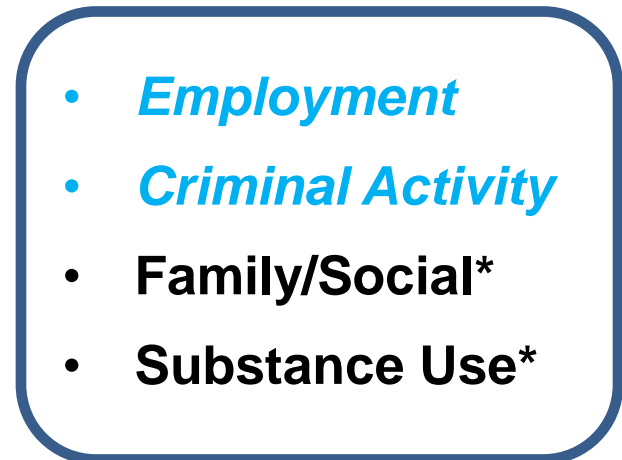 • Employment
• Criminal Activity
• Family/Social*
• Substance Use*